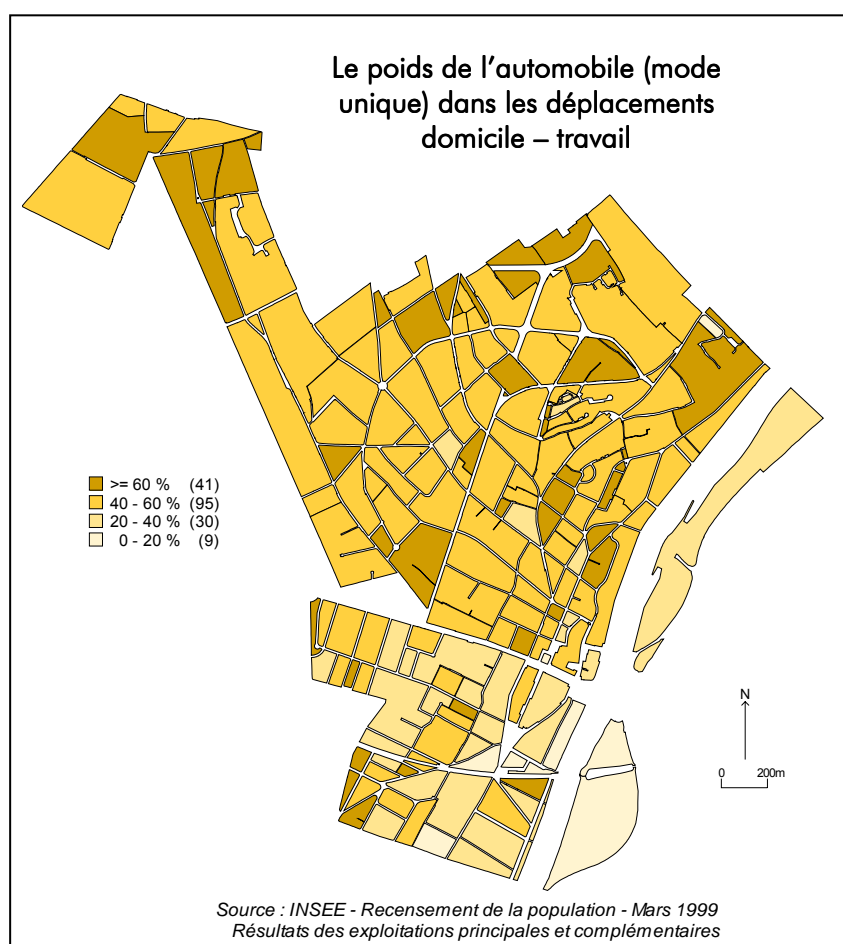 Le poids de l'automobile (mode
unique) dans les déplacements
domicile – travail
>= 60 % (41)
40 - 60 % (95)
20 - 40 % (30)
0 - 20 % (9)
N
0 200m
Source : INSEE - Recensement de la population - Mars 1999
Résultats des exploitations principales et complémentaires